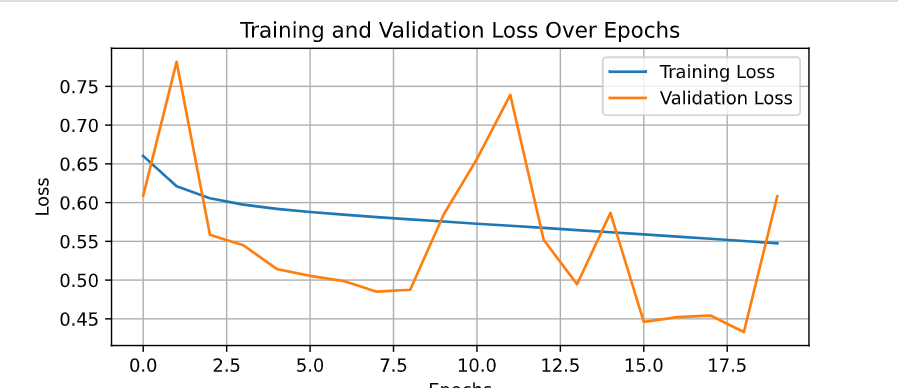 Training and Validation Loss Over Epochs
Training Loss
Validation Loss
Loss
0.75
0.70
0.65
0.60
0.55
0.50
0.45
0.0 2.5 5.0 7.5 10.0 12.5 15.0 17.5
Epochs